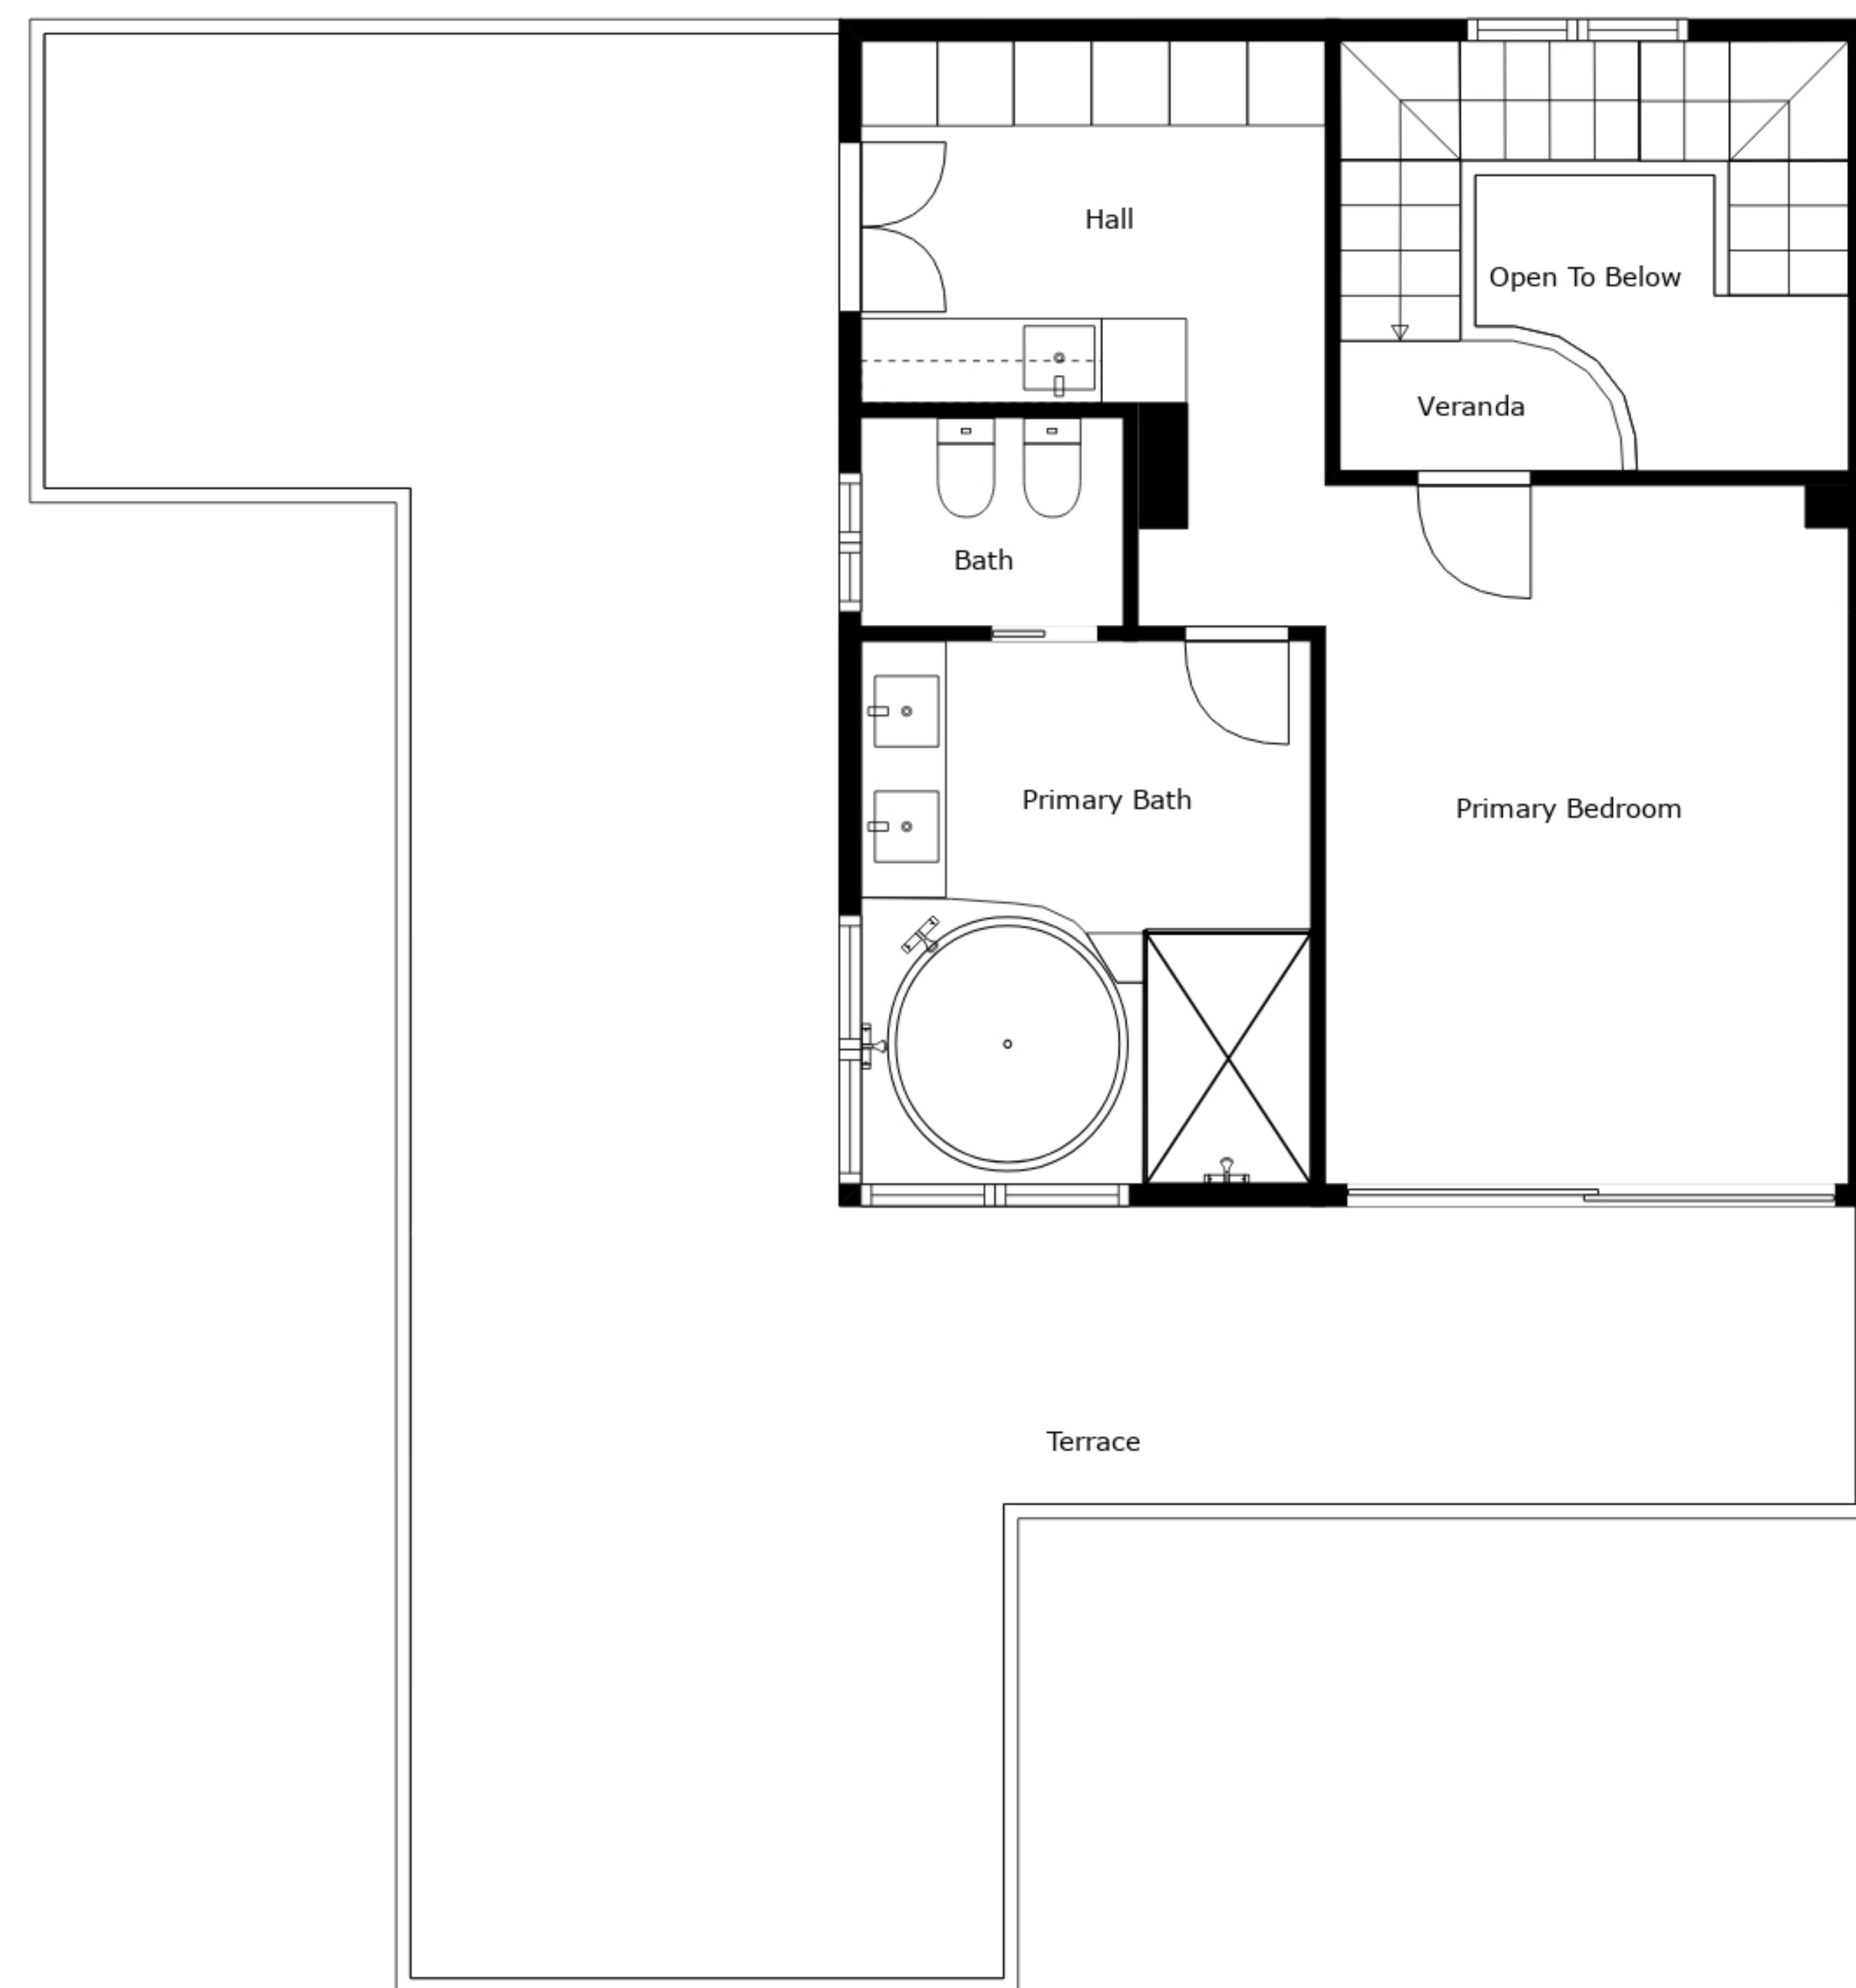 Hall
Open To Below
Veranda
Bath
Primary Bath
Primary Bedroom
Terrace